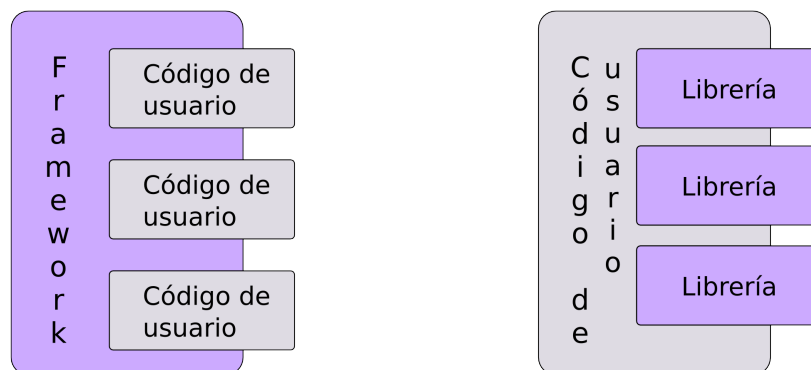 Framework
Código de
usuario
Código de
usuario
Código de
usuario
Código de
usuario
Librería
Librería
Librería